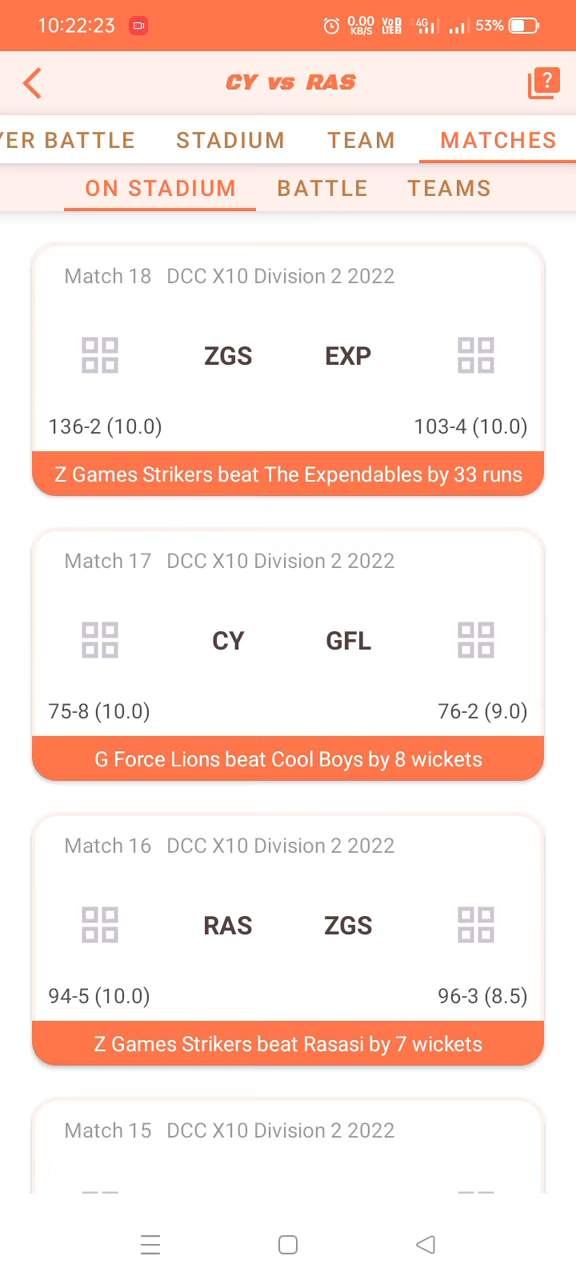 10:22:23 0.00 KB/S VoD LTE 4G 53%
CY vs RAS ?
YER BATTLE STADIUM TEAM MATCHES
ON STADIUM BATTLE TEAMS
Match 18 DCC X10 Division 2 2022
ZGS EXP
136-2 (10.0) 103-4 (10.0)
Z Games Strikers beat The Expendables by 33 runs
Match 17 DCC X10 Division 2 2022
CY GFL
75-8 (10.0) 76-2 (9.0)
G Force Lions beat Cool Boys by 8 wickets
Match 16 DCC X10 Division 2 2022
RAS ZGS
94-5 (10.0) 96-3 (8.5)
Z Games Strikers beat Rasasi by 7 wickets
Match 15 DCC X10 Division 2 2022